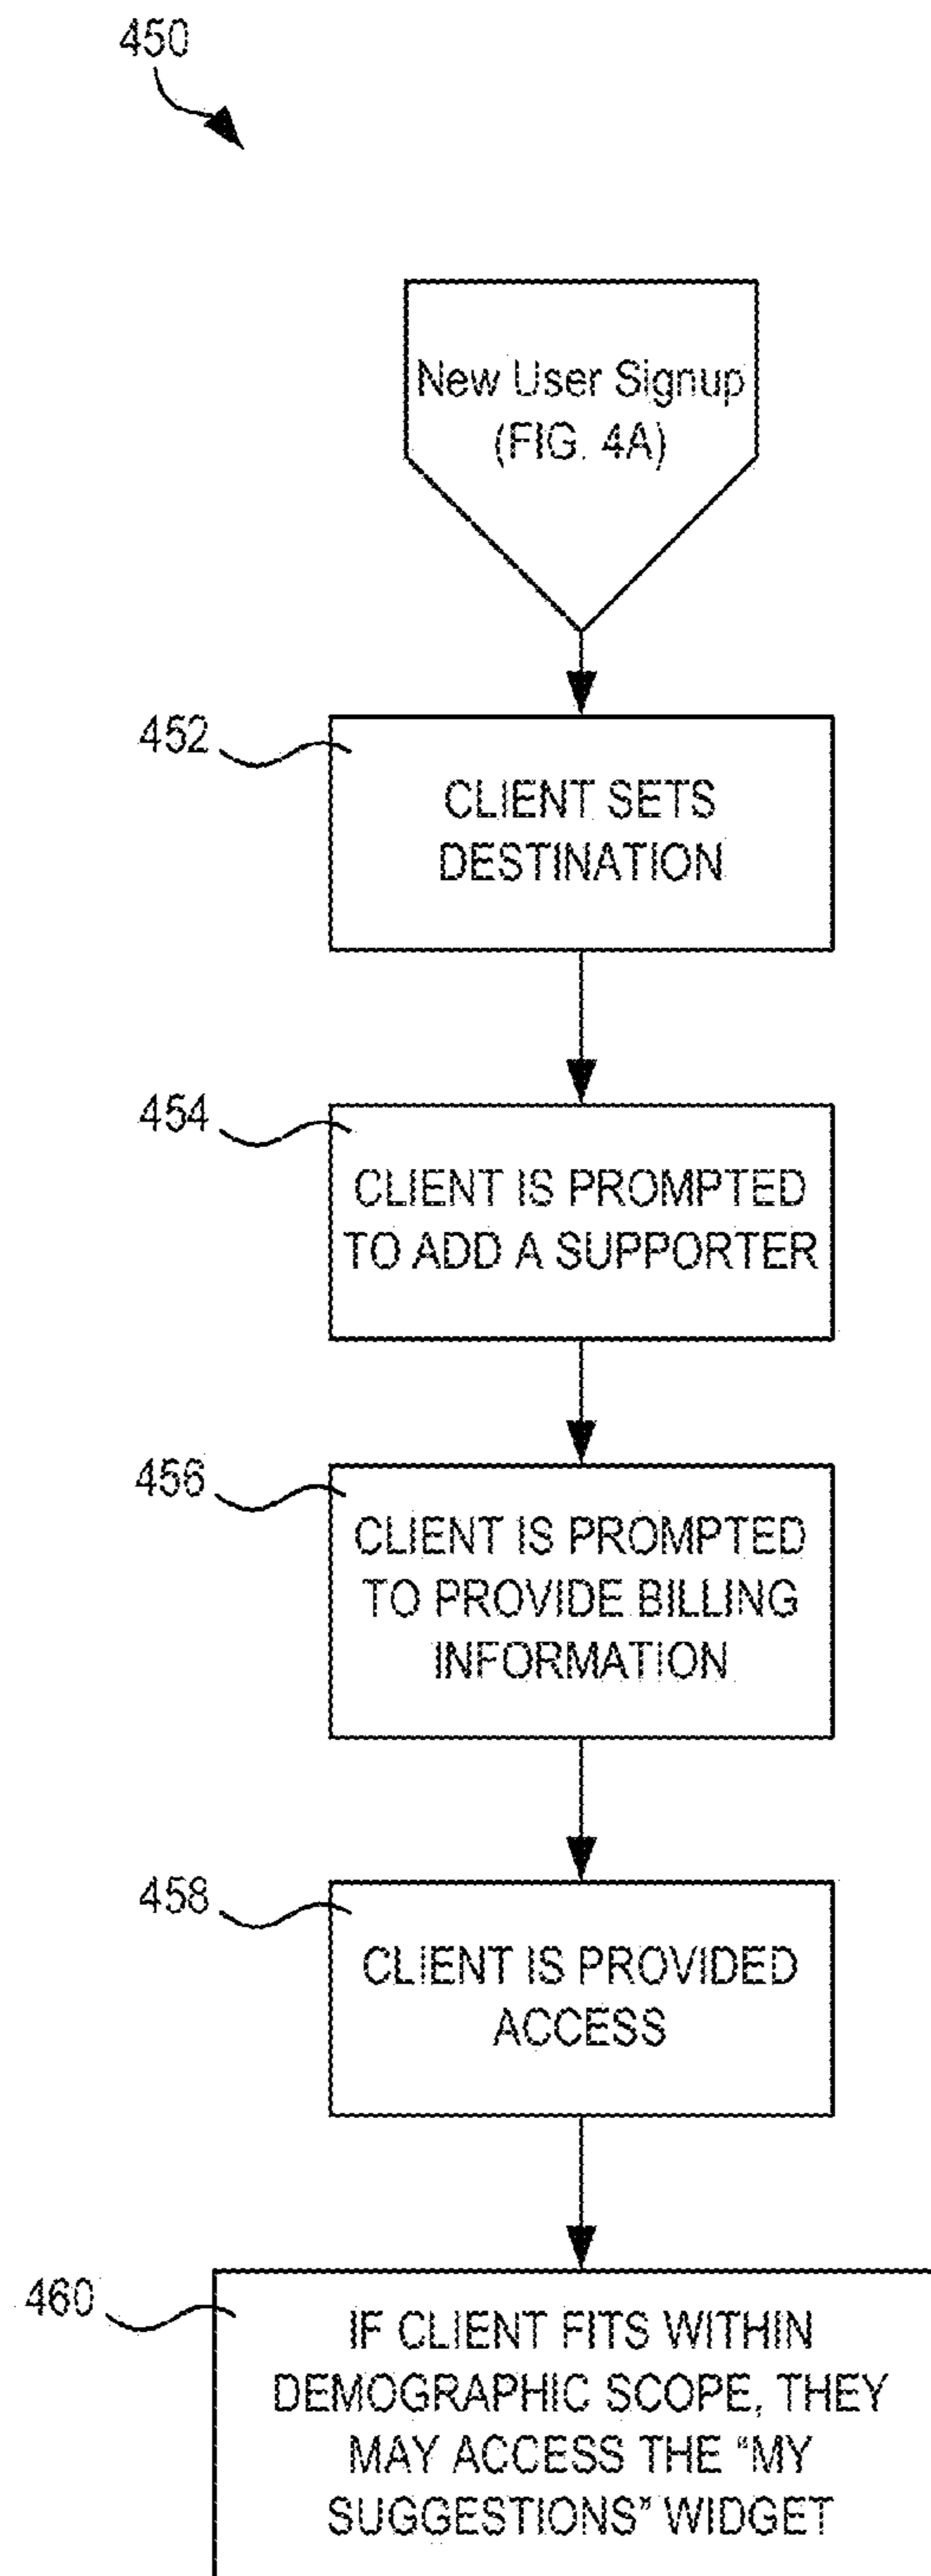 450
New User Signup
(FIG. 4A)
452
CLIENT SETS
DESTINATION
454
CLIENT IS PROMPTED
TO ADD A SUPPORTER
456
CLIENT IS PROMPTED
TO PROVIDE BILLING
INFORMATION
458
CLIENT IS PROVIDED
ACCESS
460
IF CLIENT FITS WITHIN
DEMOGRAPHIC SCOPE, THEY
MAY ACCESS THE “MY
SUGGESTIONS” WIDGET